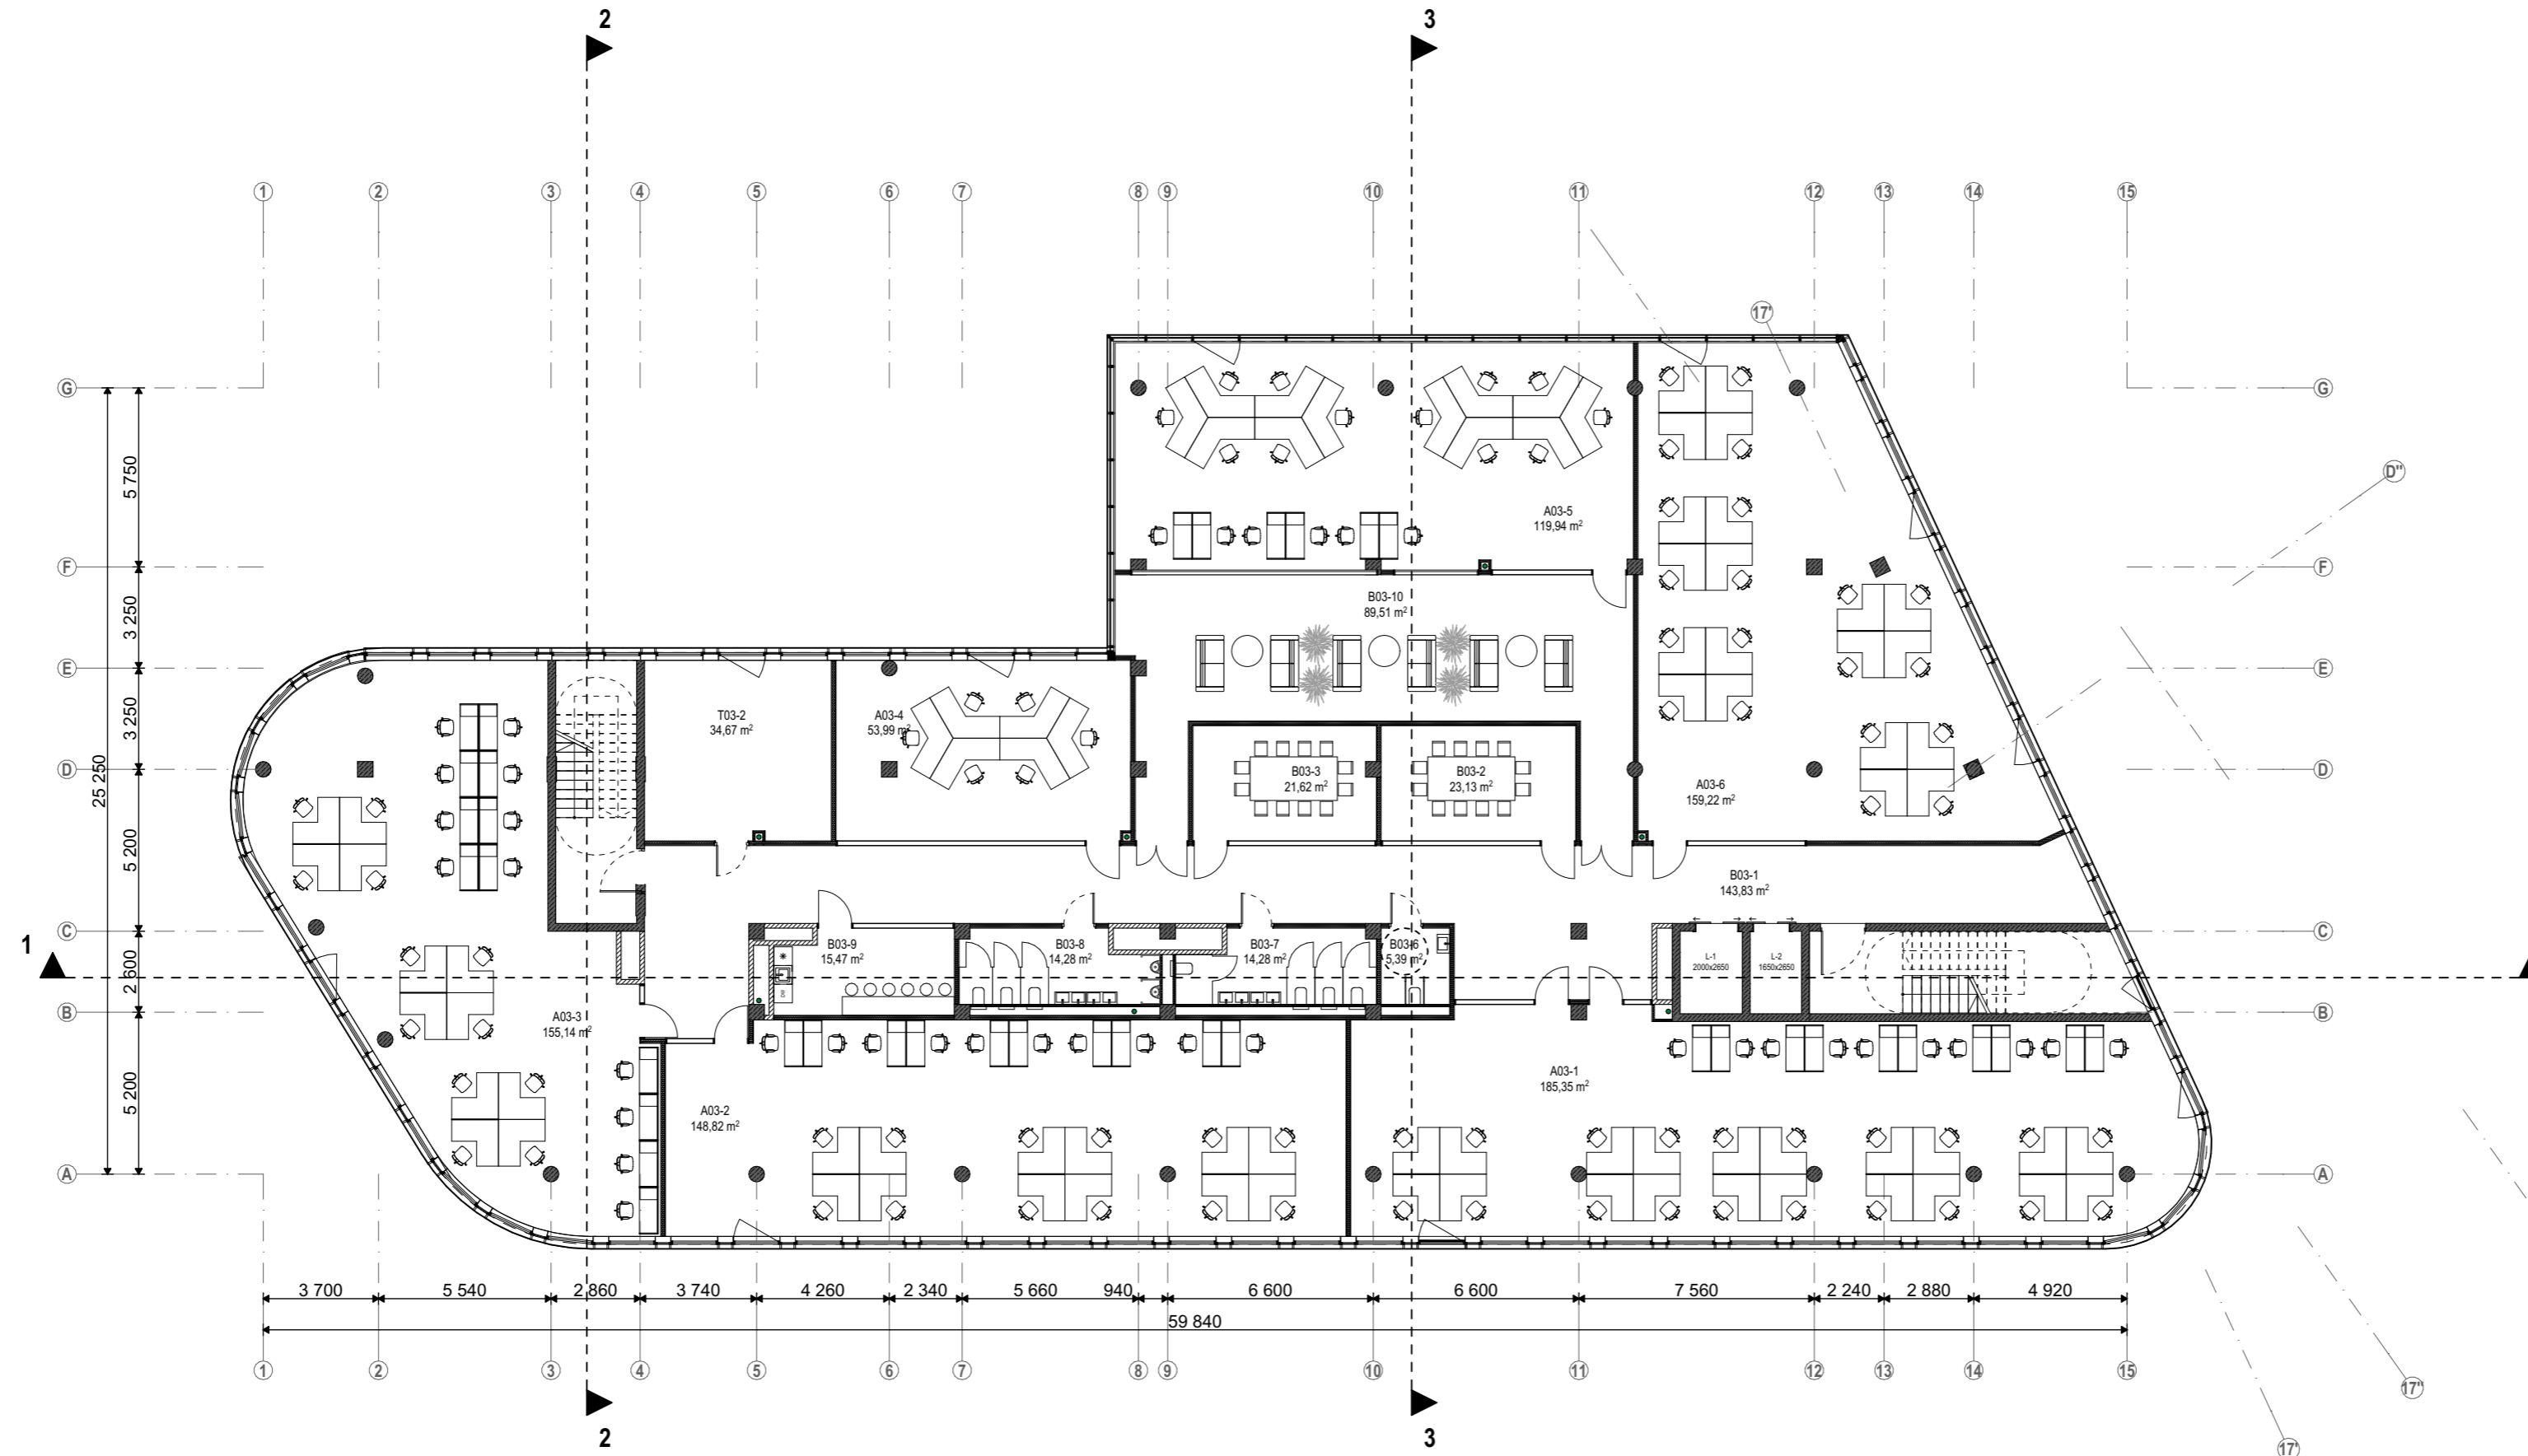 2 3
1 2 3 4 5 6 7 8 9 10 11 12 13 14 15
17'
G G
D"
5 750
A03-5
119,94 m²
F F
B03-10
89,51 m²
3 250
E E
T03-2
34,67 m²
A03-4
53,99 m²
3 250
B03-3
21,62 m²
B03-2
23,13 m²
A03-6
159,22 m²
D D
25 250
5 200
B03-1
143,83 m²
C C
1
B03-9
15,47 m²
B03-8
14,28 m²
B03-7
14,28 m²
B03-6
5,39 m²
L-1
2000x2650
L-2
1650x2650
2 600
DW
B B
A03-3
155,14 m²
A03-1
185,35 m²
5 200
A03-2
148,82 m²
A A
3 700 5 540 2 860 3 740 4 260 2 340 5 660 940 6 600 6 600 7 560 2 240 2 880 4 920
59 840
1 2 3 4 5 6 7 8 9 10 11 12 13 14 15
17"
2 3
17'